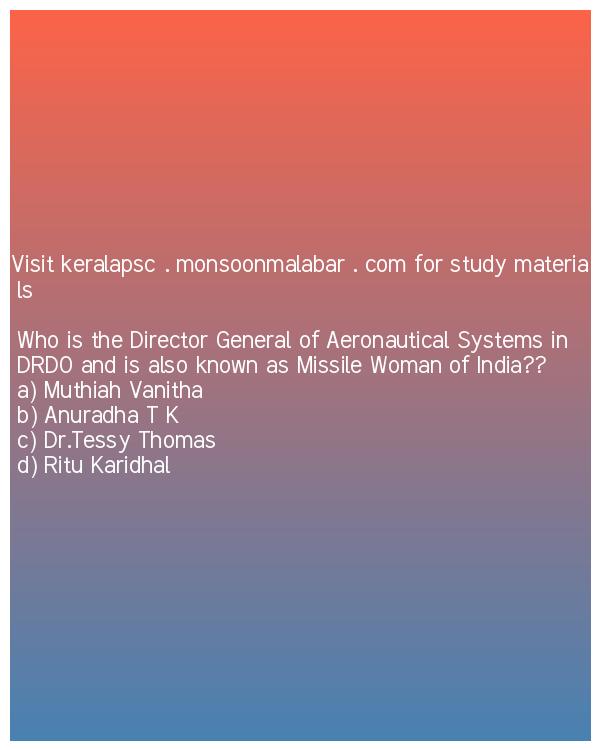 Visit keralapsc . monsoonmalabar . com for study materia
ls
Who is the Director General of Aeronautical Systems in
DRDO and is also known as Missile Woman of India??
a) Muthiah Vanitha
b) Anuradha T K
c) Dr.Tessy Thomas
d) Ritu Karidhal